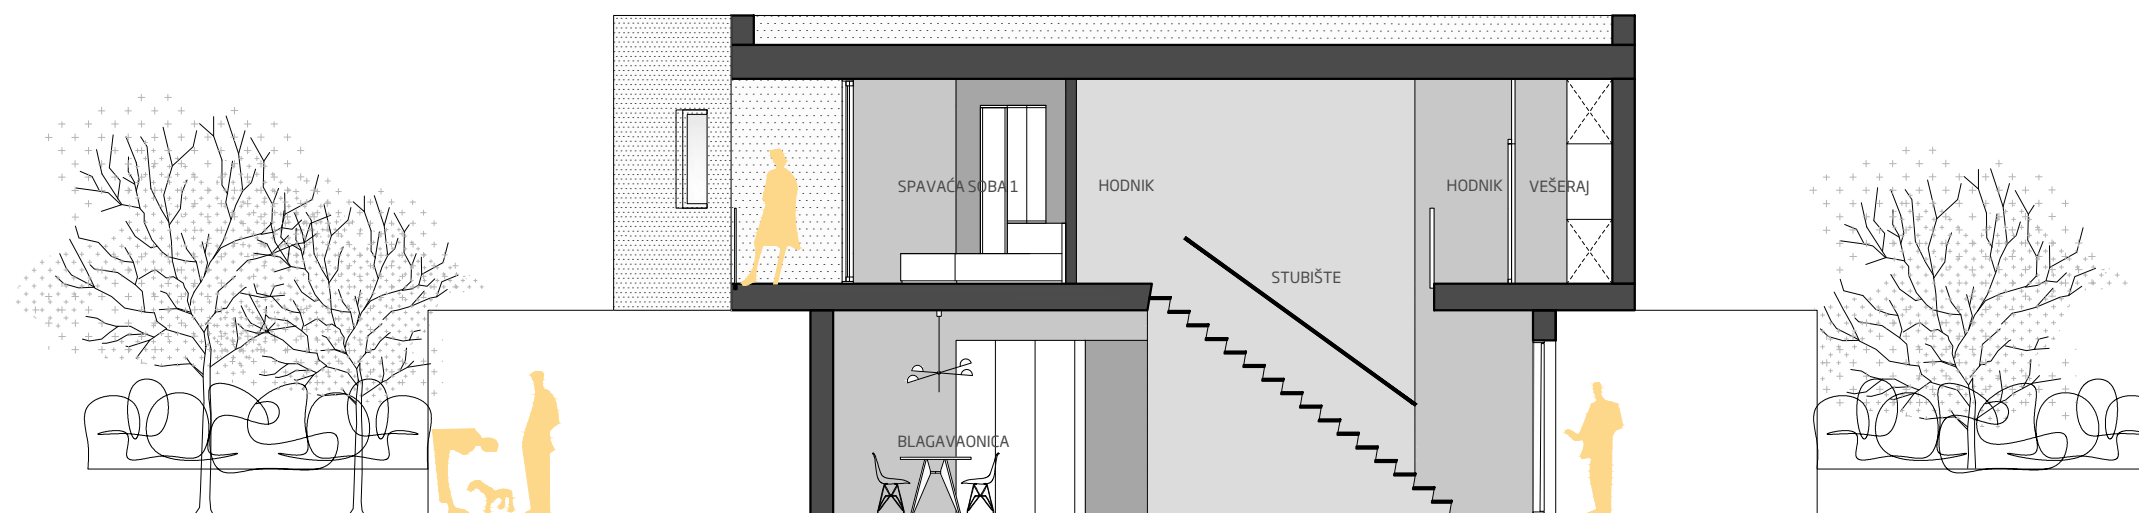 SPAVAĆA SOBA 1
HODNIK
HODNIK
VEŠERAJ
STUBIŠTE
BLAGAVAONICA